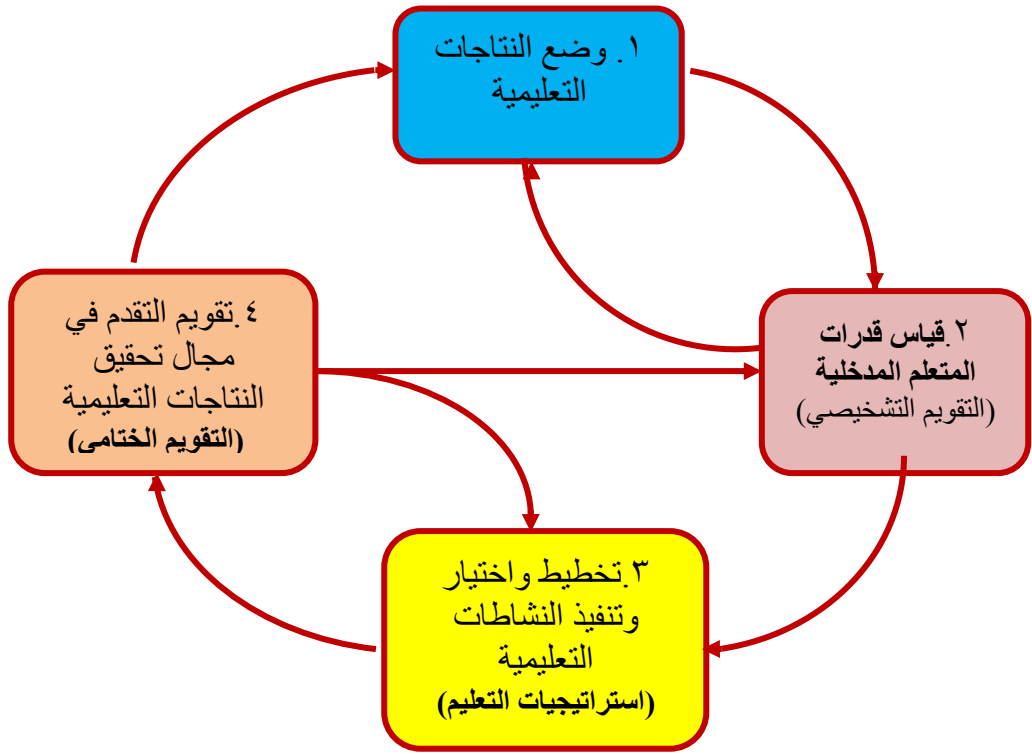 ١. وضع النتاجات
التعليمية
٢.قياس قدرات
المتعلم المدخلية
(التقويم التشخيصي)
٣.تخطيط واختيار
وتنفيذ النشاطات
التعليمية
(استراتيجيات التعليم)
٤.تقويم التقدم في
مجال تحقيق
النتاجات التعليمية
(التقويم الختامي)